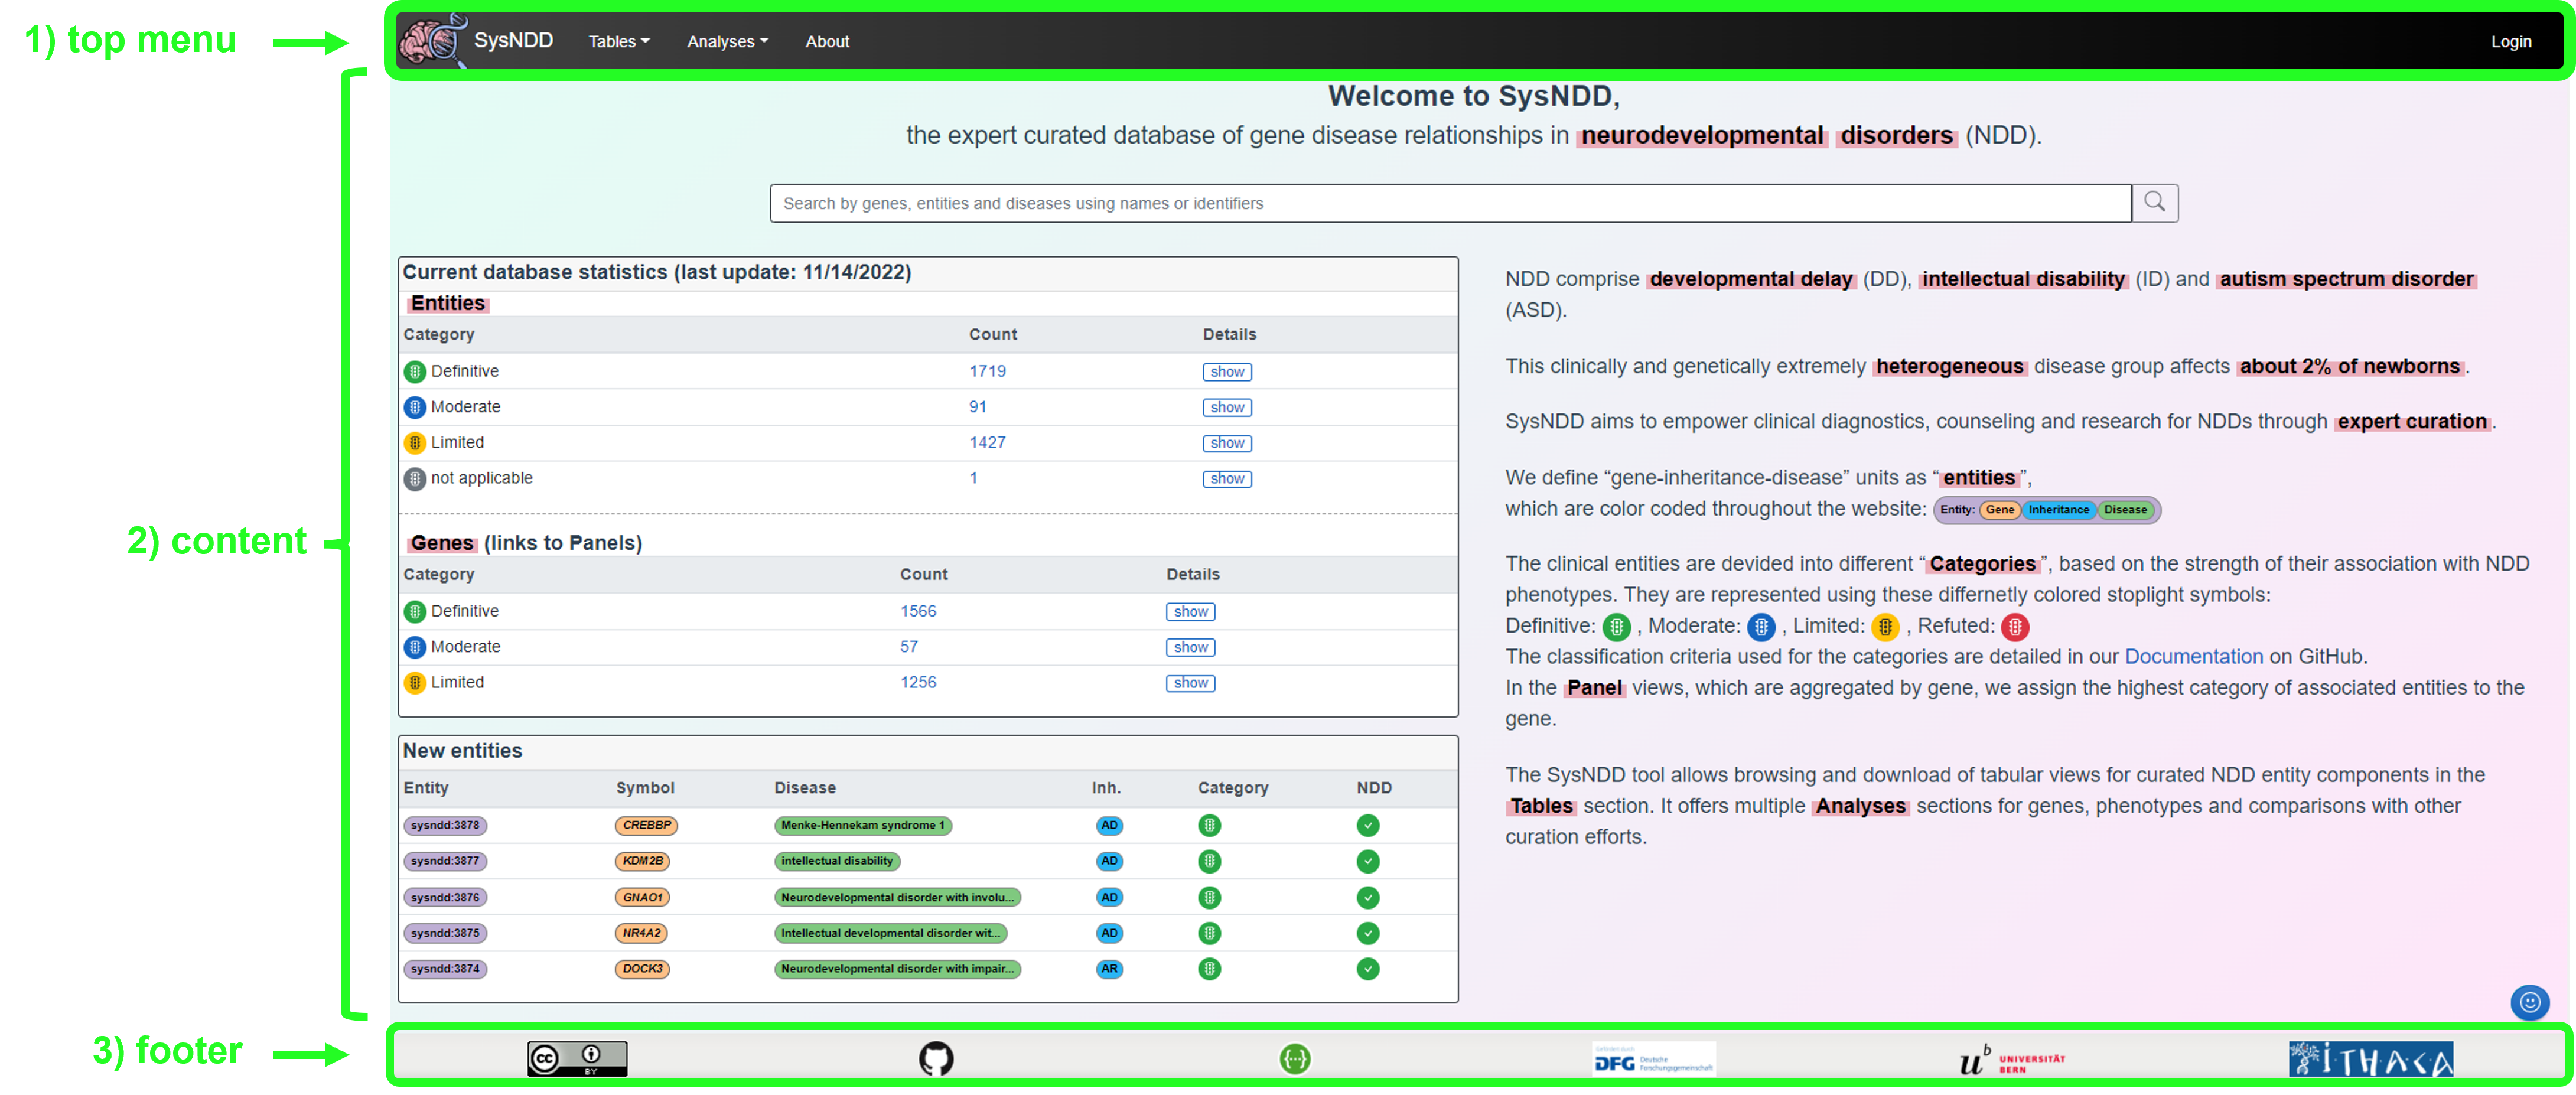 1) top menu
SysNDD Tables Analyses About Login
2) content
Welcome to SysNDD,
the expert curated database of gene disease relationships in neurodevelopmental disorders (NDD).
Search by genes, entities and diseases using names or identifiers
Current database statistics (last update: 11/14/2022)
Entities
Category Count Details
Definitive 1719 show
Moderate 91 show
Limited 1427 show
not applicable 1 show
Genes (links to Panels)
Category Count Details
Definitive 1566 show
Moderate 57 show
Limited 1256 show
New entities
Entity Symbol Disease Inh. Category NDD
sysndd:3878 CREBBP Menke-Hennekam syndrome 1 AD
sysndd:3877 KDM2B intellectual disability AD
sysndd:3876 GNAO1 Neurodevelopmental disorder with involu... AD
sysndd:3875 NR4A2 Intellectual developmental disorder wit... AD
sysndd:3874 DOCK3 Neurodevelopmental disorder with impair... AR
NDD comprise developmental delay (DD), intellectual disability (ID) and autism spectrum disorder
(ASD).
This clinically and genetically extremely heterogeneous disease group affects about 2% of newborns.
SysNDD aims to empower clinical diagnostics, counseling and research for NDDs through expert curation.
We define “gene-inheritance-disease” units as “entities”,
which are color coded throughout the website: Entity: Gene Inheritance Disease
The clinical entities are devided into different “Categories”, based on the strength of their association with NDD
phenotypes. They are represented using these differnetly colored stoplight symbols:
Definitive: , Moderate: , Limited: , Refuted:
The classification criteria used for the categories are detailed in our Documentation on GitHub.
In the Panel views, which are aggregated by gene, we assign the highest category of associated entities to the
gene.
The SysNDD tool allows browsing and download of tabular views for curated NDD entity components in the
Tables section. It offers multiple Analyses sections for genes, phenotypes and comparisons with other
curation efforts.
3) footer
cc BY
{···}
Gefördert durch
DFG Deutsche
Forschungsgemeinschaft
u b UNIVERSITÄT
BERN
ITHACA